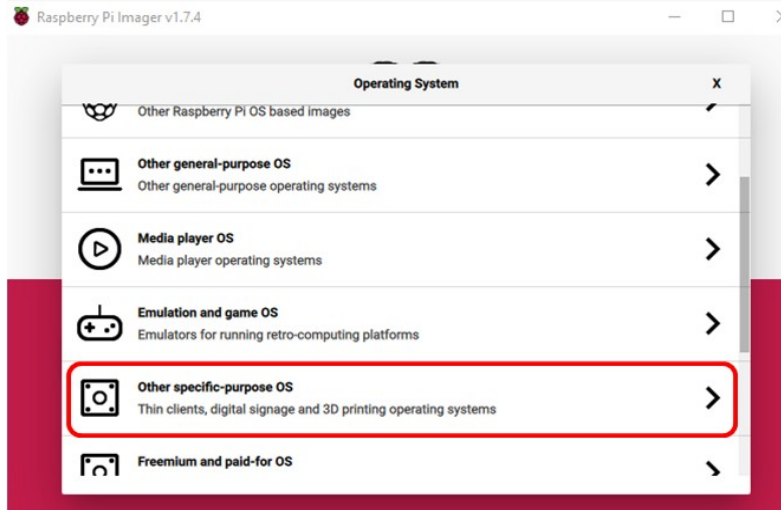 Raspberry Pi Imager v1.7.4
Operating System
X
Other Raspberry Pi OS based images
Other general-purpose OS
Other general-purpose operating systems
Media player OS
Media player operating systems
Emulation and game OS
Emulators for running retro-computing platforms
Other specific-purpose OS
Thin clients, digital signage and 3D printing operating systems
Freemium and paid-for OS